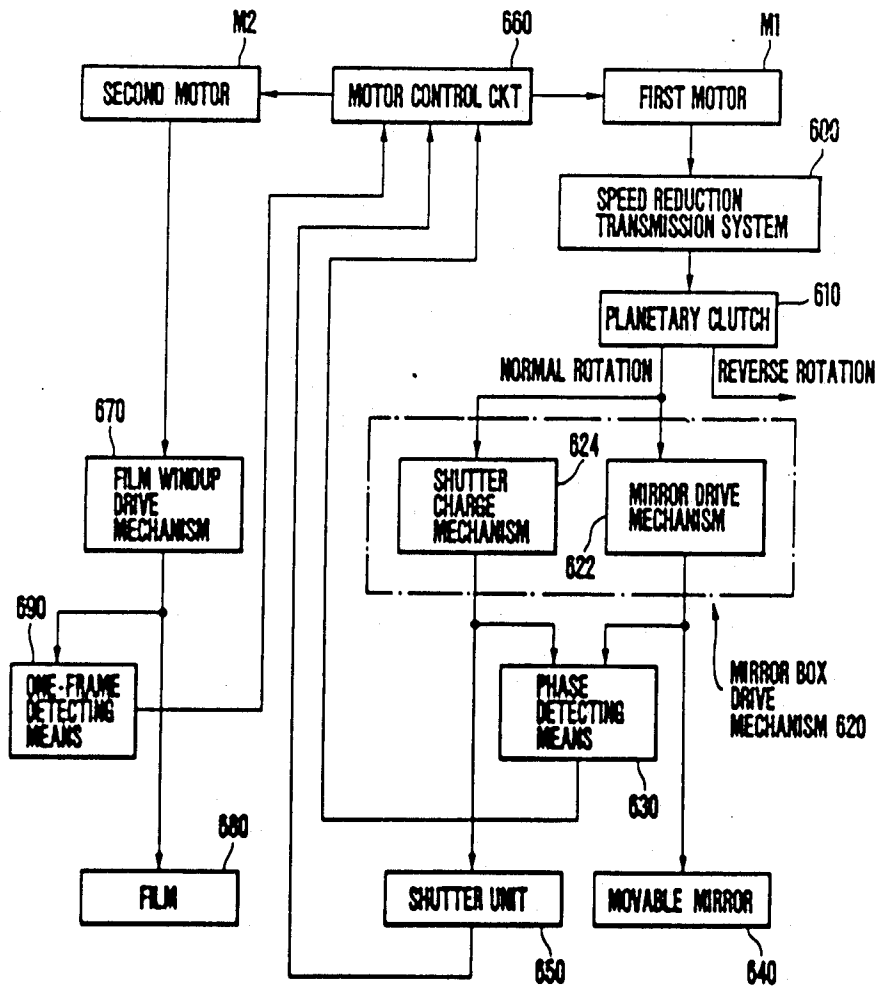 M2
660
M1
SECOND MOTOR
MOTOR CONTROL CKT
FIRST MOTOR
600
SPEED REDUCTION
TRANSMISSION SYSTEM
610
PLANETARY CLUTCH
NORMAL ROTATION
REVERSE ROTATION
670
624
FILM WINDUP
DRIVE
MECHANISM
SHUTTER
CHARGE
MECHANISM
MIRROR DRIVE
MECHANISM
622
690
ONE-FRAME
DETECTING
MEANS
PHASE
DETECTING
MEANS
MIRROR BOX
DRIVE
MECHANISM 620
630
680
FILM
SHUTTER UNIT
MOVABLE MIRROR
650
640